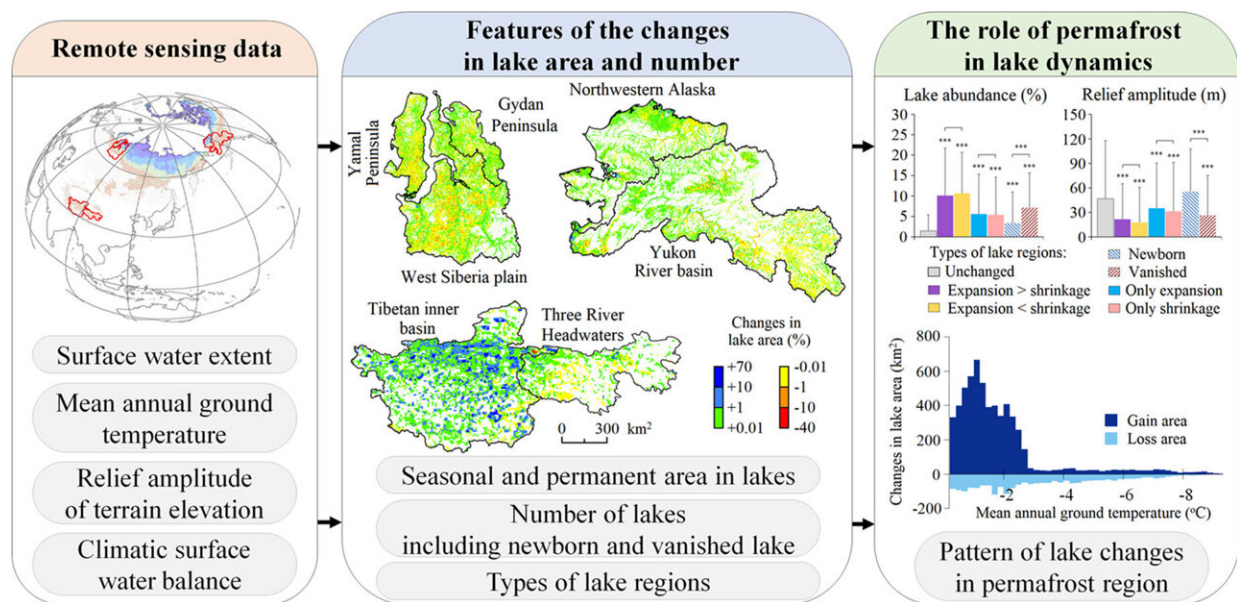 Remote sensing data
Surface water extent
Mean annual ground
temperature
Relief amplitude
of terrain elevation
Climatic surface
water balance
Features of the changes
in lake area and number
Yamal
Peninsula
Gydan
Peninsula
West Siberia plain
Northwestern Alaska
Yukon
River basin
Tibetan inner
basin
Three River
Headwaters
Changes in
lake area (%)
+70
+10
+1
+0.01
-0.01
-1
-10
-40
0 300 km²
Seasonal and permanent area in lakes
Number of lakes
including newborn and vanished lake
Types of lake regions
The role of permafrost
in lake dynamics
Lake abundance (%)
30
25
20
15
10
5
0
*** *** *** *** *** ***
Relief amplitude (m)
150
120
90
60
30
0
*** *** *** *** *** ***
Types of lake regions:
Unchanged
Expansion > shrinkage
Expansion < shrinkage
Newborn
Vanished
Only expansion
Only shrinkage
Changes in lake area (km²)
800
600
400
200
0
-200
Gain area
Loss area
-2 -4 -6 -8
Mean annual ground temperature (°C)
Pattern of lake changes
in permafrost region